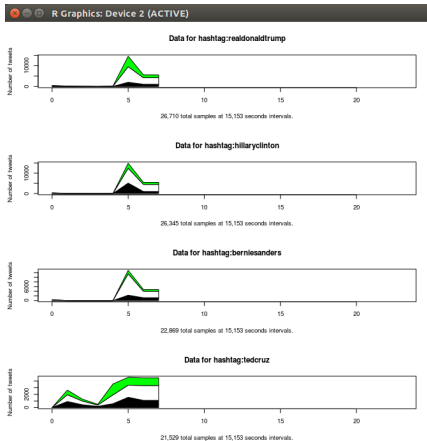 R Graphics: Device 2 (ACTIVE)
Data for hashtag:realdonaldtrump
Number of tweets
0 10000
0 5 10 15 20
26,710 total samples at 15,153 seconds intervals.
Data for hashtag:hillaryclinton
Number of tweets
0 10000
0 5 10 15 20
26,345 total samples at 15,153 seconds intervals.
Data for hashtag:berniesanders
Number of tweets
0 6000
0 5 10 15 20
22,869 total samples at 15,153 seconds intervals.
Data for hashtag:tedcruz
Number of tweets
0 2000
0 5 10 15 20
21,529 total samples at 15,153 seconds intervals.